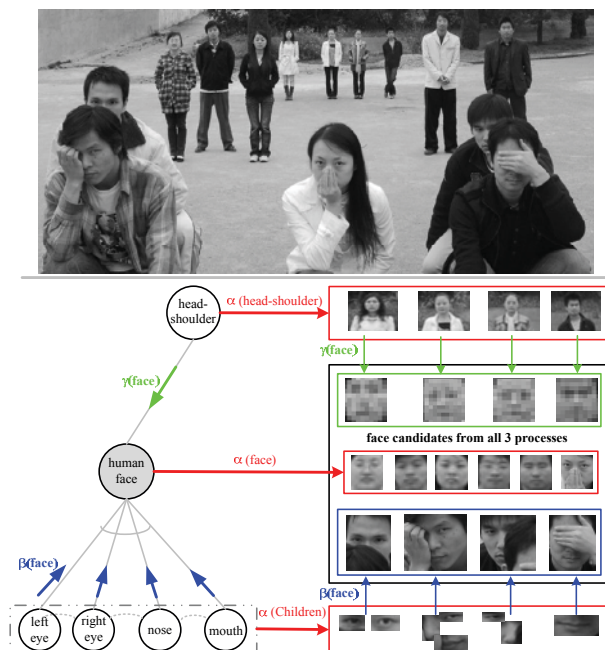 head-
shoulder
α (head-shoulder)
γ(face)
γ(face)
face candidates from all 3 processes
human
face
α (face)
β(face)
β(face)
α (Children)
left
eye
right
eye
nose
mouth